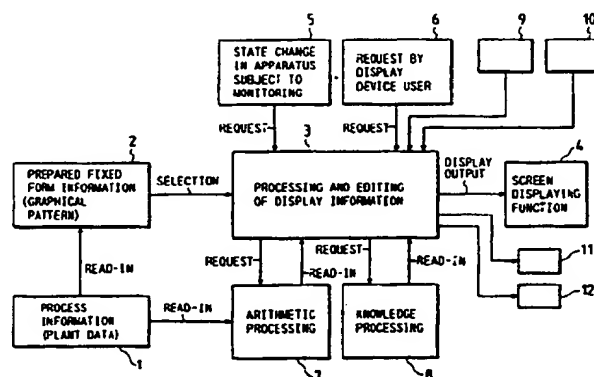 5
6
9
10
STATE CHANGE
IN APPARATUS
SUBJECT TO
MONITORING
REQUEST BY
DISPLAY
DEVICE USER
REQUEST
REQUEST
2
3
4
PREPARED FIXED
FORM INFORMATION
(GRAPHICAL
PATTERN)
SELECTION
PROCESSING AND EDITING
OF DISPLAY INFORMATION
DISPLAY
OUTPUT
SCREEN
DISPLAYING
FUNCTION
READ-IN
REQUEST
READ-IN
REQUEST
READ-IN
11
12
PROCESS
INFORMATION
(PLANT DATA)
READ-IN
ARITHMETIC
PROCESSING
KNOWLEDGE
PROCESSING
1
7
8